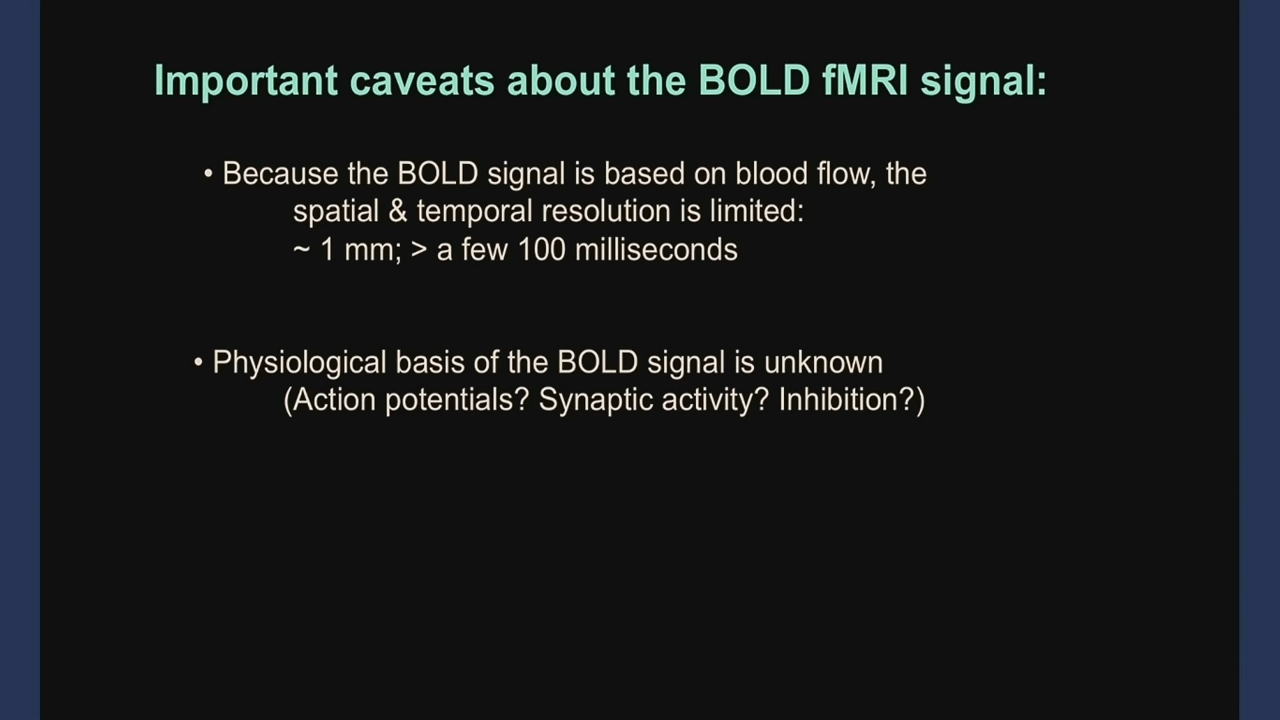 Important caveats about the BOLD fMRI signal:
• Because the BOLD signal is based on blood flow, the
spatial & temporal resolution is limited:
~ 1 mm; > a few 100 milliseconds
• Physiological basis of the BOLD signal is unknown
(Action potentials? Synaptic activity? Inhibition?)